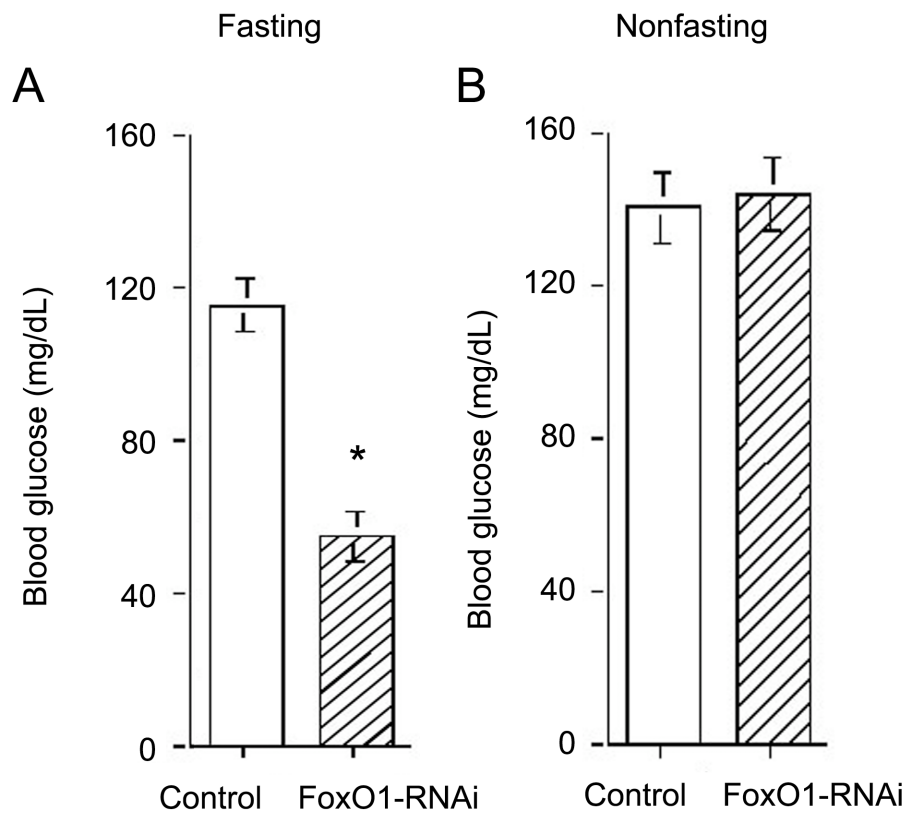 Fasting
Nonfasting
A
B
160
120
80
40
0
Blood glucose (mg/dL)
*
Control
FoxO1-RNAi
160
120
80
40
0
Blood glucose (mg/dL)
Control
FoxO1-RNAi